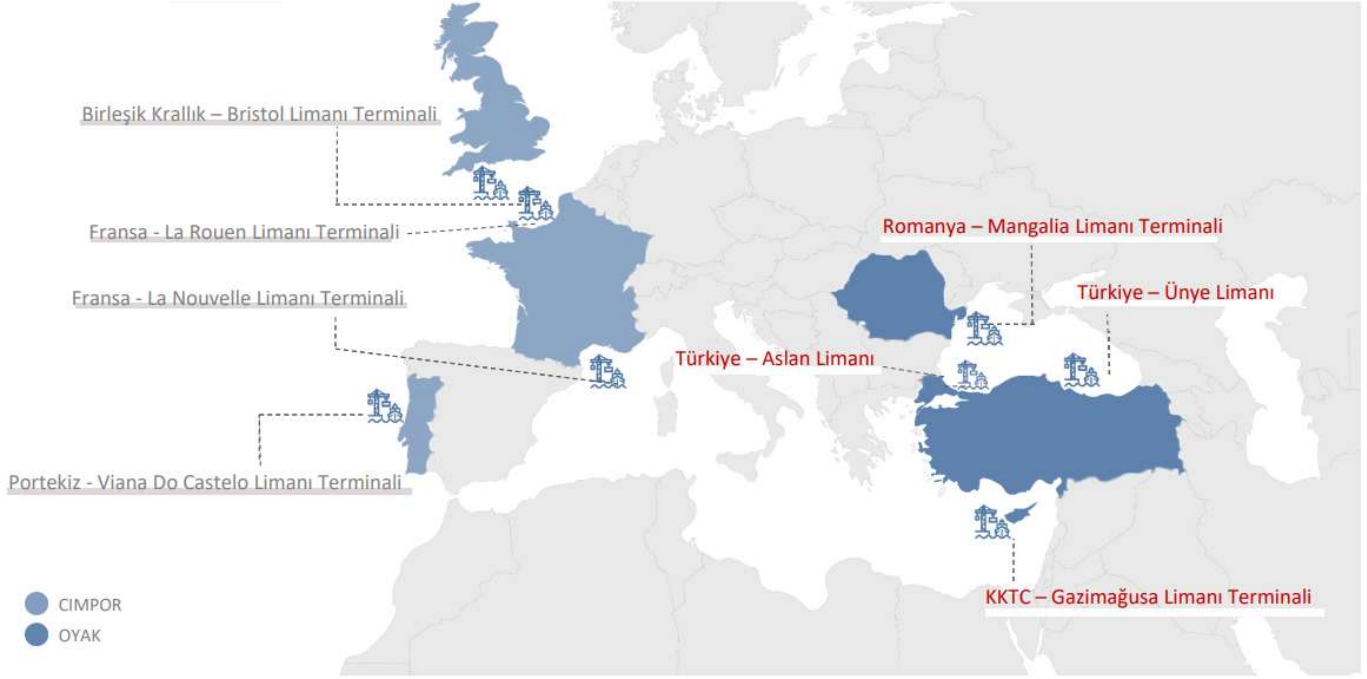 Birleşik Krallık – Bristol Limanı Terminali
Fransa - La Rouen Limanı Terminali
Fransa - La Nouvelle Limanı Terminali
Portekiz - Viana Do Castelo Limanı Terminali
Romanya – Mangalia Limanı Terminali
Türkiye – Ünye Limanı
Türkiye – Aslan Limanı
KKTC – Gazimağusa Limanı Terminali
CIMPOR
OYAK